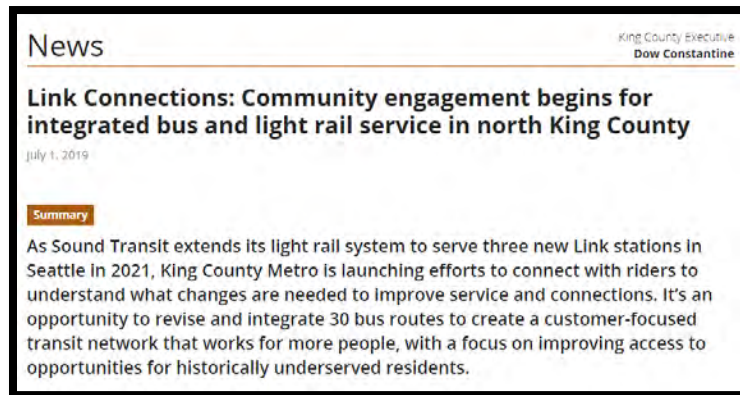 News
King County Executive
Dow Constantine
Link Connections: Community engagement begins for
integrated bus and light rail service in north King County
July 1, 2019
Summary
As Sound Transit extends its light rail system to serve three new Link stations in
Seattle in 2021, King County Metro is launching efforts to connect with riders to
understand what changes are needed to improve service and connections. It's an
opportunity to revise and integrate 30 bus routes to create a customer-focused
transit network that works for more people, with a focus on improving access to
opportunities for historically underserved residents.